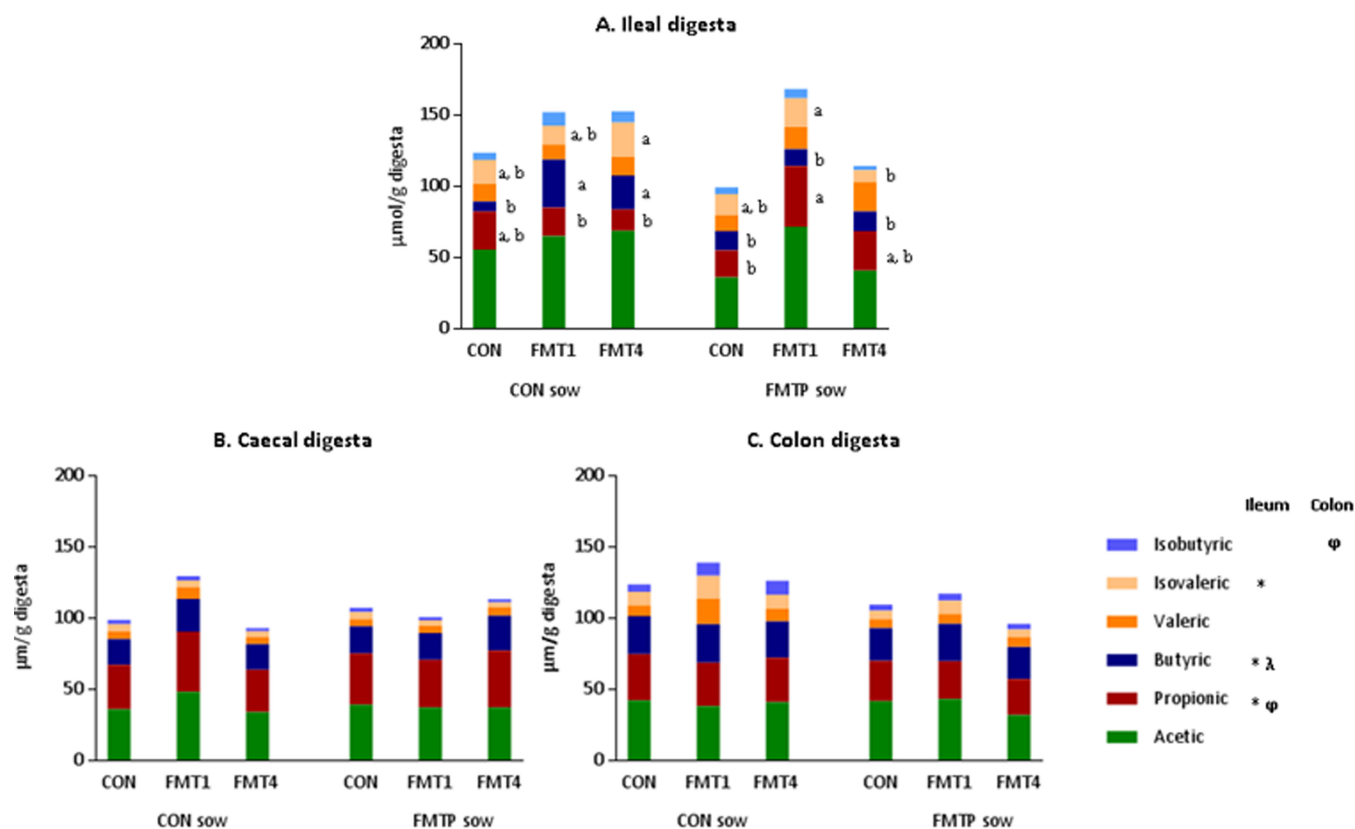 A. Ileal digesta
μmol/g digesta
200
150
100
50
0
a, b
b
a, b
a, b
a
b
a
a
b
a, b
b
b
a
b
a
b
b
a, b
CON FMT1 FMT4 CON FMT1 FMT4
CON sow FMTP sow
B. Caecal digesta
μm/g digesta
200
150
100
50
0
CON FMT1 FMT4 CON FMT1 FMT4
CON sow FMTP sow
C. Colon digesta
μm/g digesta
200
150
100
50
0
CON FMT1 FMT4 CON FMT1 FMT4
CON sow FMTP sow
Ileum Colon
Isobutyric φ
Isovaleric *
Valeric
Butyric * λ
Propionic * φ
Acetic